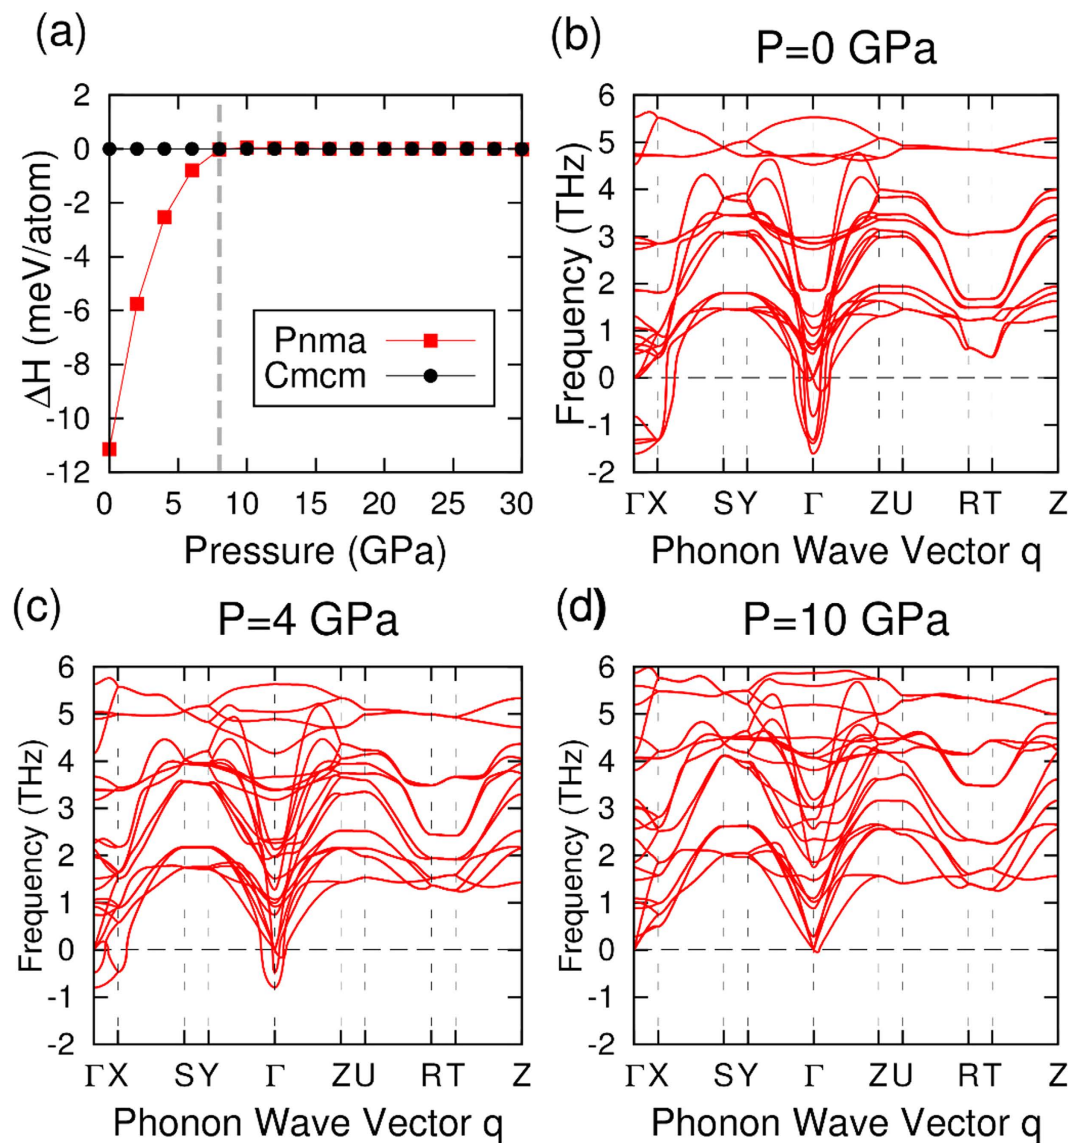 (a)
2
0
-2
-4
-6
-8
-10
-12
ΔH (meV/atom)
Pnma
Cmcm
0 5 10 15 20 25 30
Pressure (GPa)
(b)
P=0 GPa
6
5
4
3
2
1
0
-1
-2
Frequency (THz)
Γ X S Y Γ Z U R T Z
Phonon Wave Vector q
(c)
P=4 GPa
6
5
4
3
2
1
0
-1
-2
Frequency (THz)
Γ X S Y Γ Z U R T Z
Phonon Wave Vector q
(d)
P=10 GPa
6
5
4
3
2
1
0
-1
-2
Frequency (THz)
Γ X S Y Γ Z U R T Z
Phonon Wave Vector q